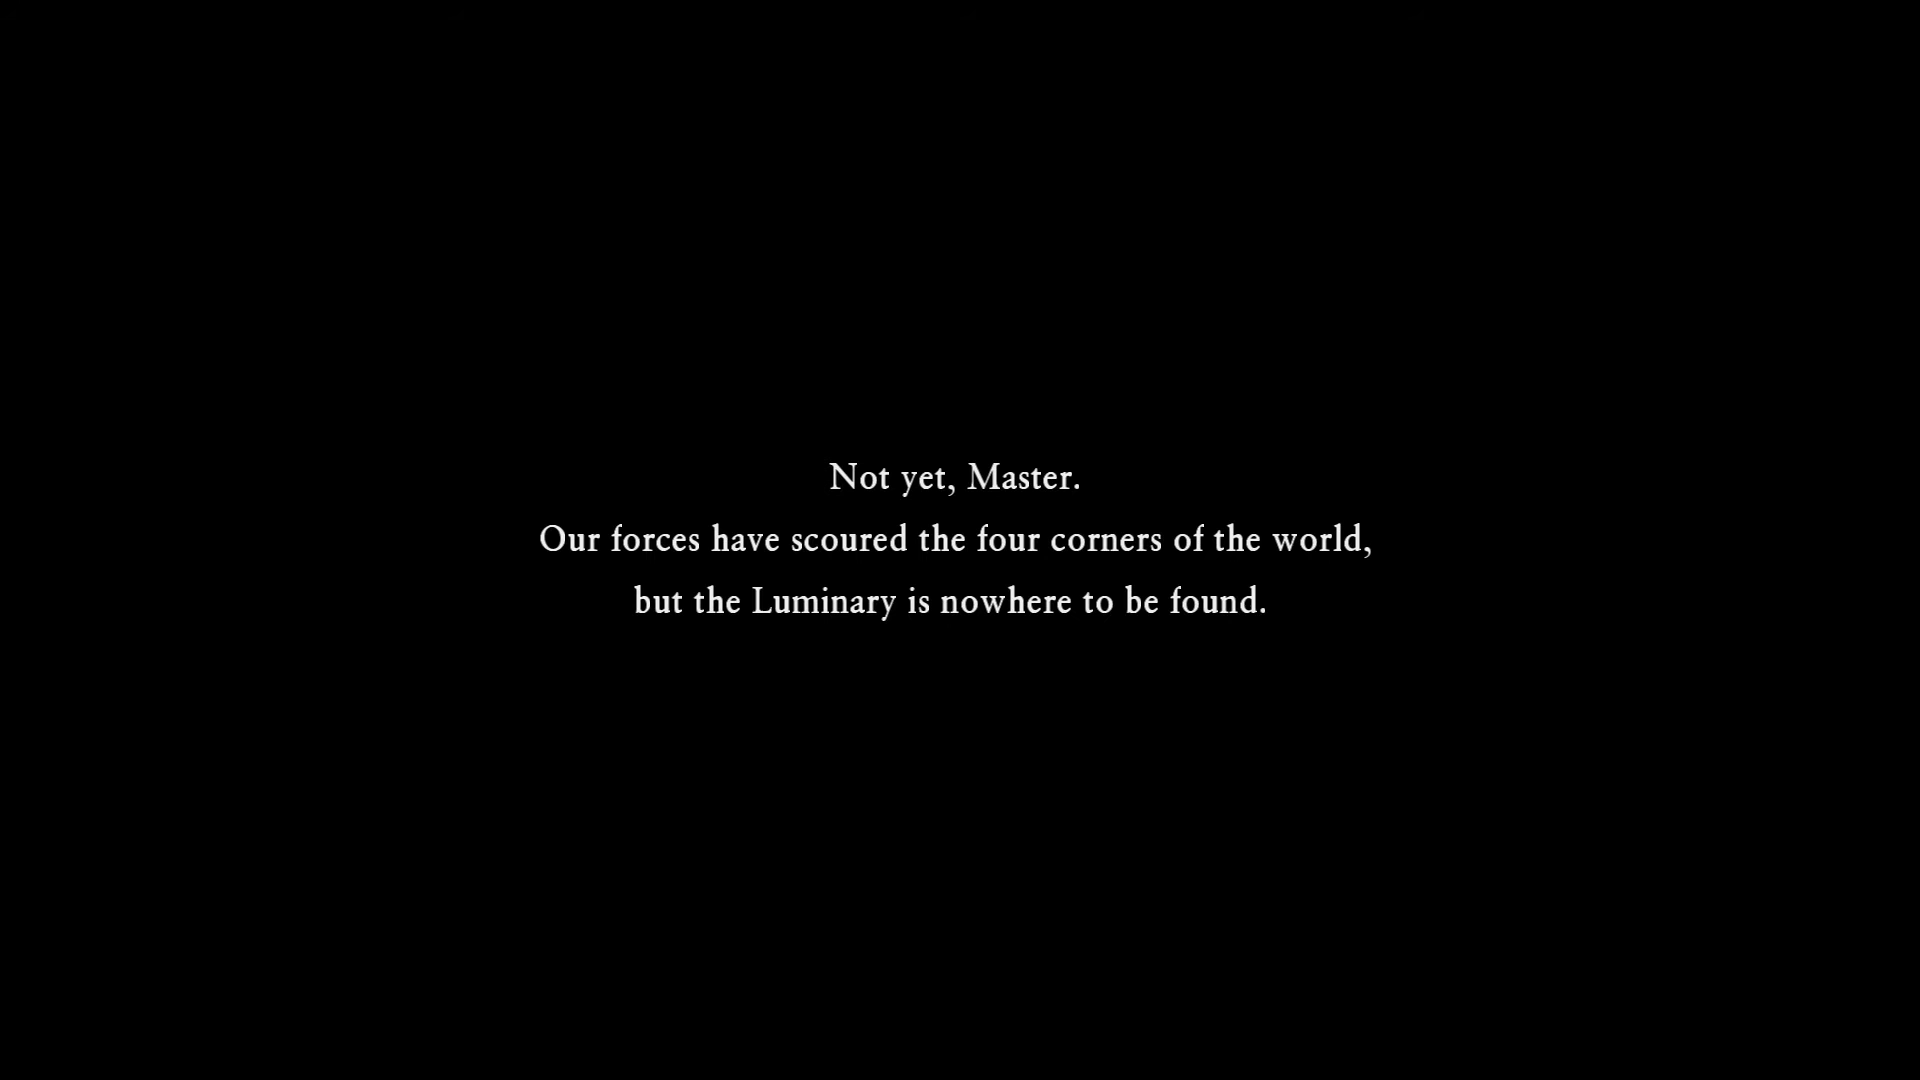 Not yet, Master.
Our forces have scoured the four corners of the world,
but the Luminary is nowhere to be found.